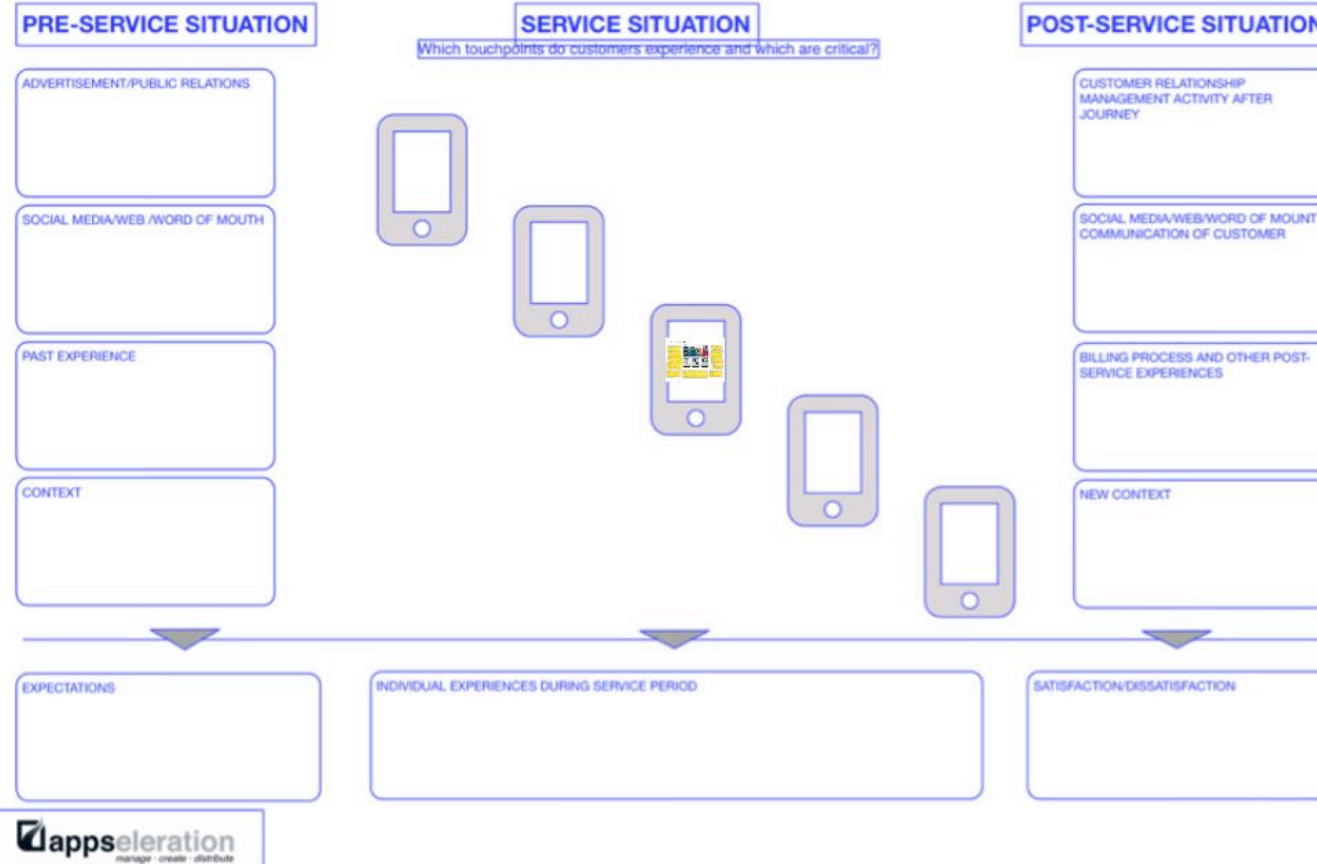 PRE-SERVICE SITUATION
SERVICE SITUATION
POST-SERVICE SITUATION
Which touchpoints do customers experience and which are critical?
ADVERTISEMENT/PUBLIC RELATIONS
SOCIAL MEDIA/WEB /WORD OF MOUTH
PAST EXPERIENCE
CONTEXT
CUSTOMER RELATIONSHIP
MANAGEMENT ACTIVITY AFTER
JOURNEY
SOCIAL MEDIA/WEB/WORD OF MOUNT
COMMUNICATION OF CUSTOMER
BILLING PROCESS AND OTHER POST-
SERVICE EXPERIENCES
NEW CONTEXT
EXPECTATIONS
INDIVIDUAL EXPERIENCES DURING SERVICE PERIOD
SATISFACTION/DISSATISFACTION
appseleration
manage · create · distribute